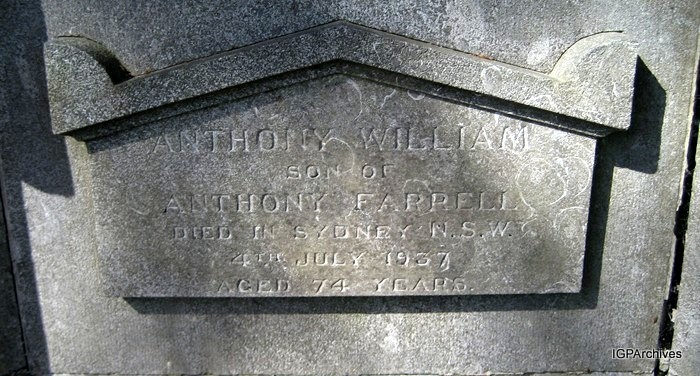 ANTHONY WILLIAM
SON OF
ANTHONY FARRELL
DIED IN SYDNEY N.S.W.
4TH JULY 1937
AGED 74 YEARS.
IGPArchives